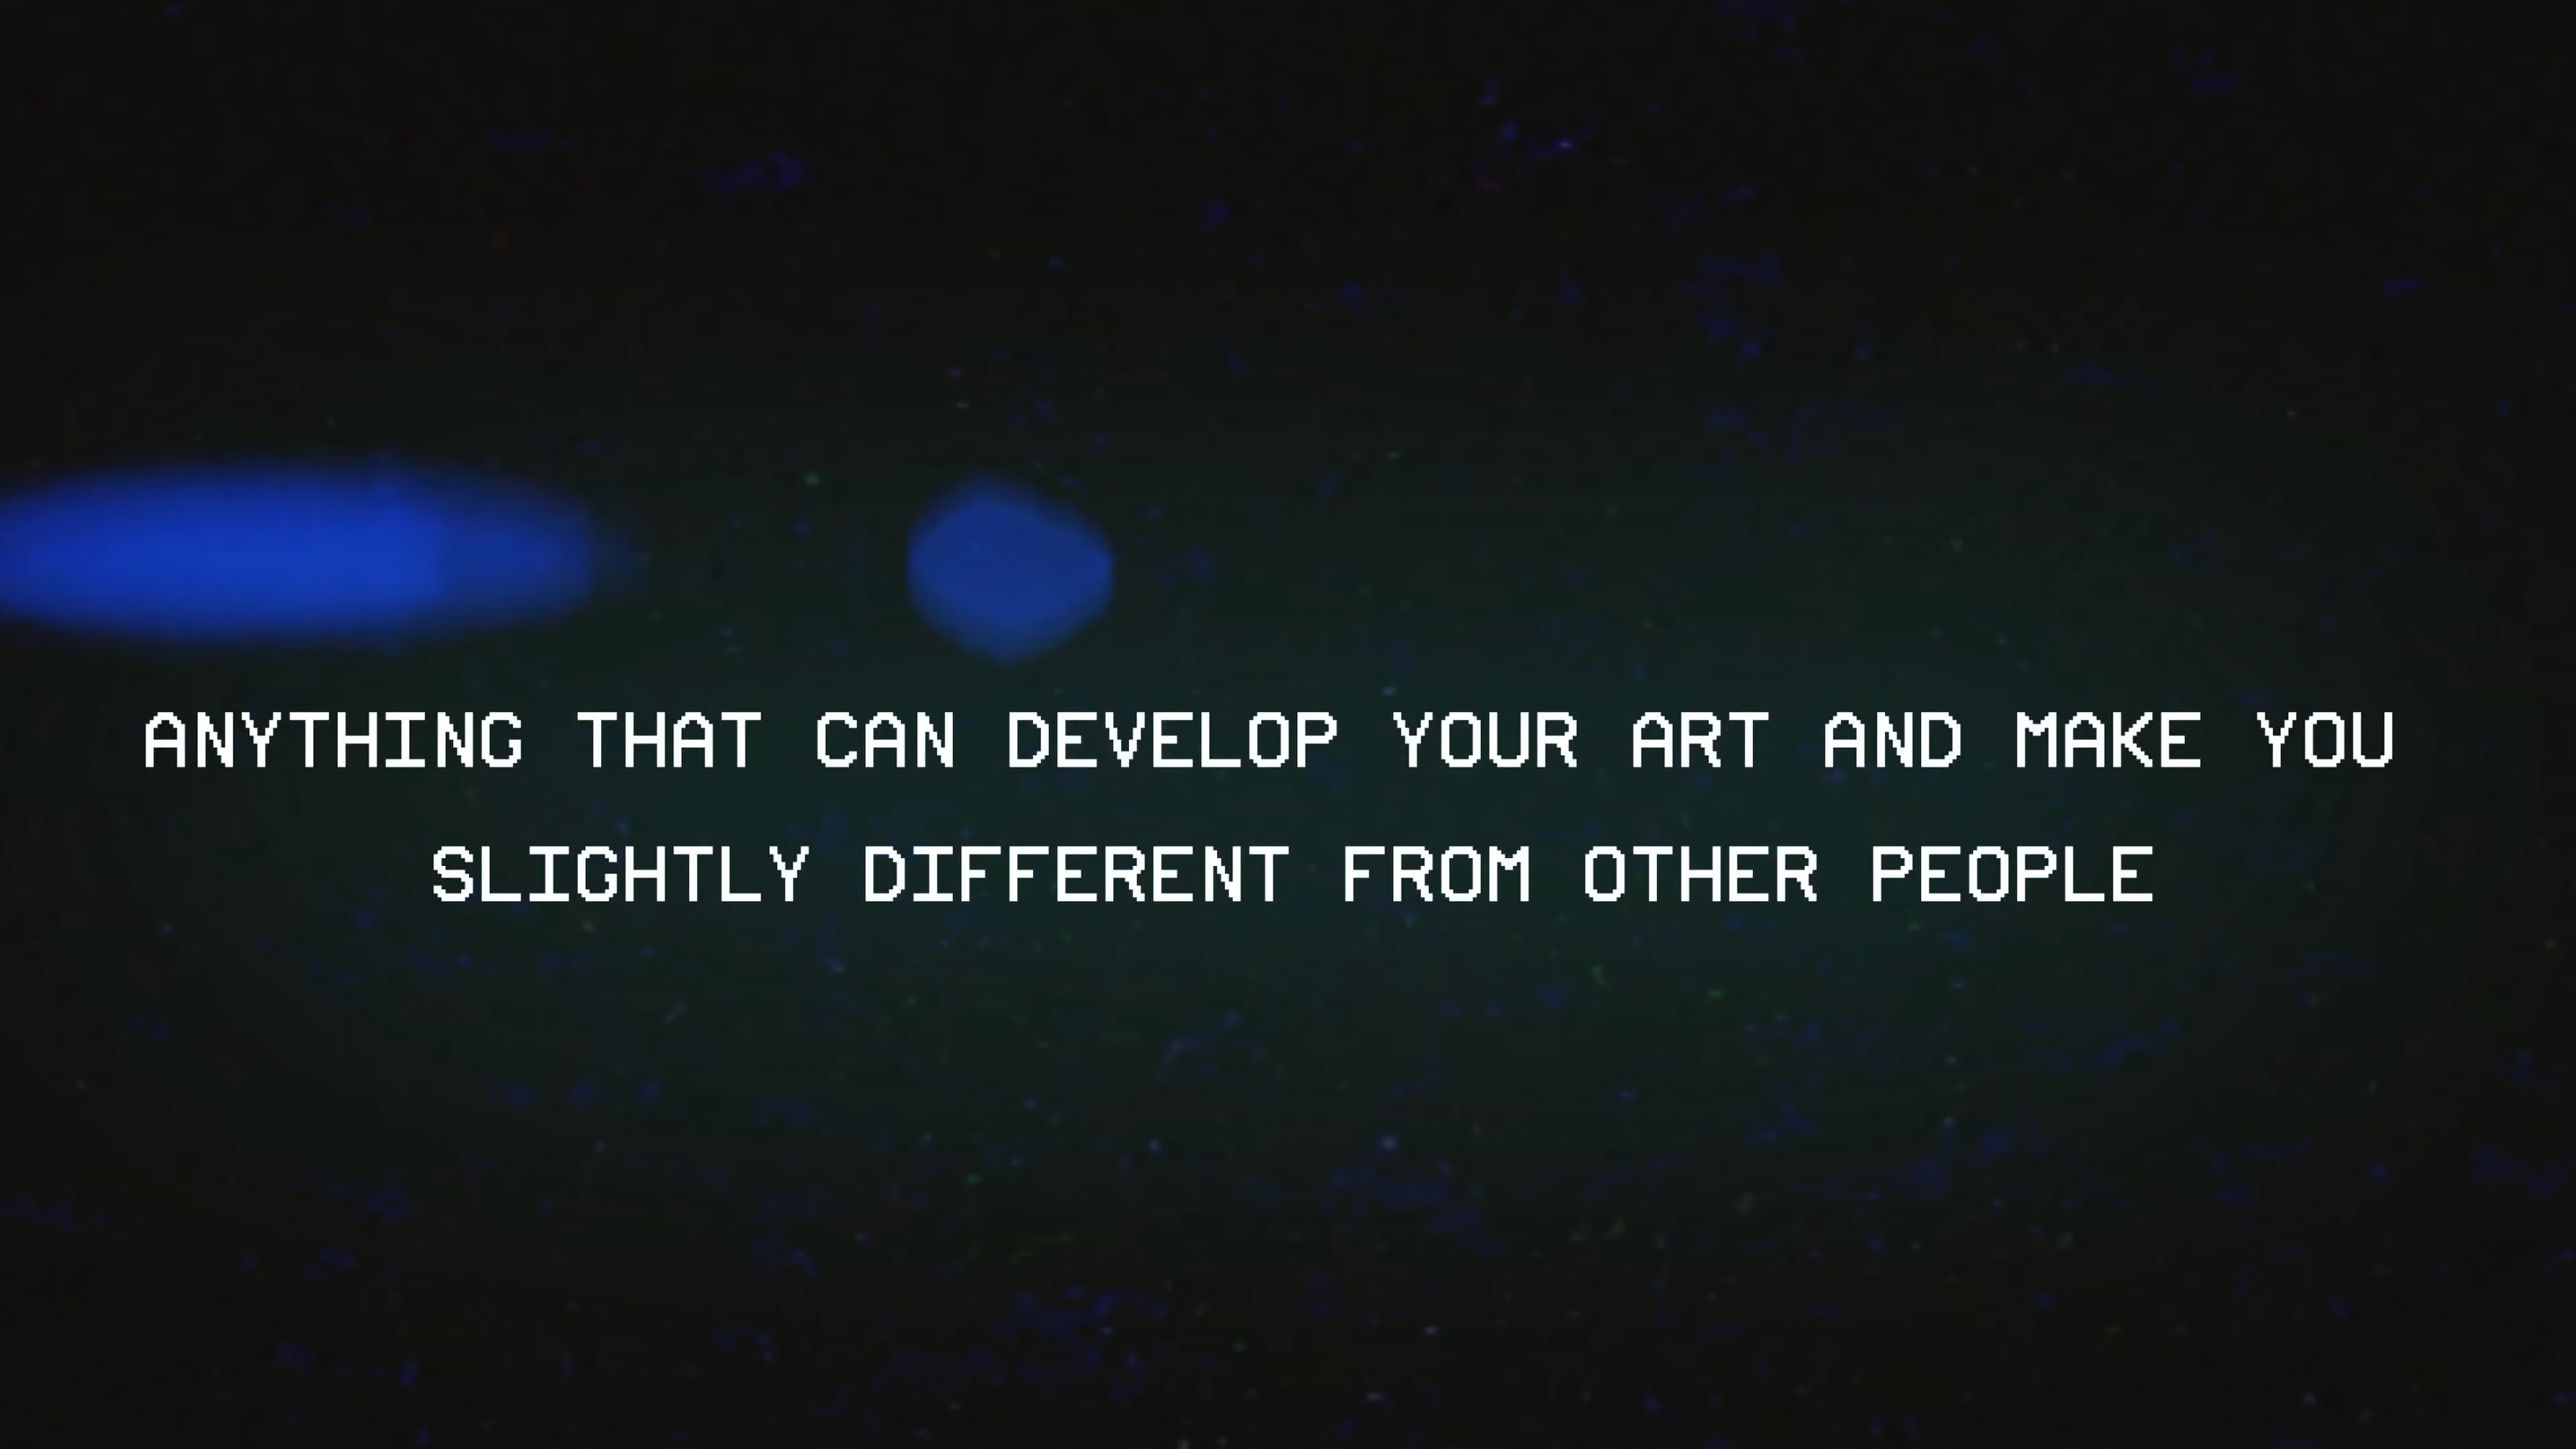 ANYTHING THAT CAN DEVELOP YOUR ART AND MAKE YOU
SLIGHTLY DIFFERENT FROM OTHER PEOPLE